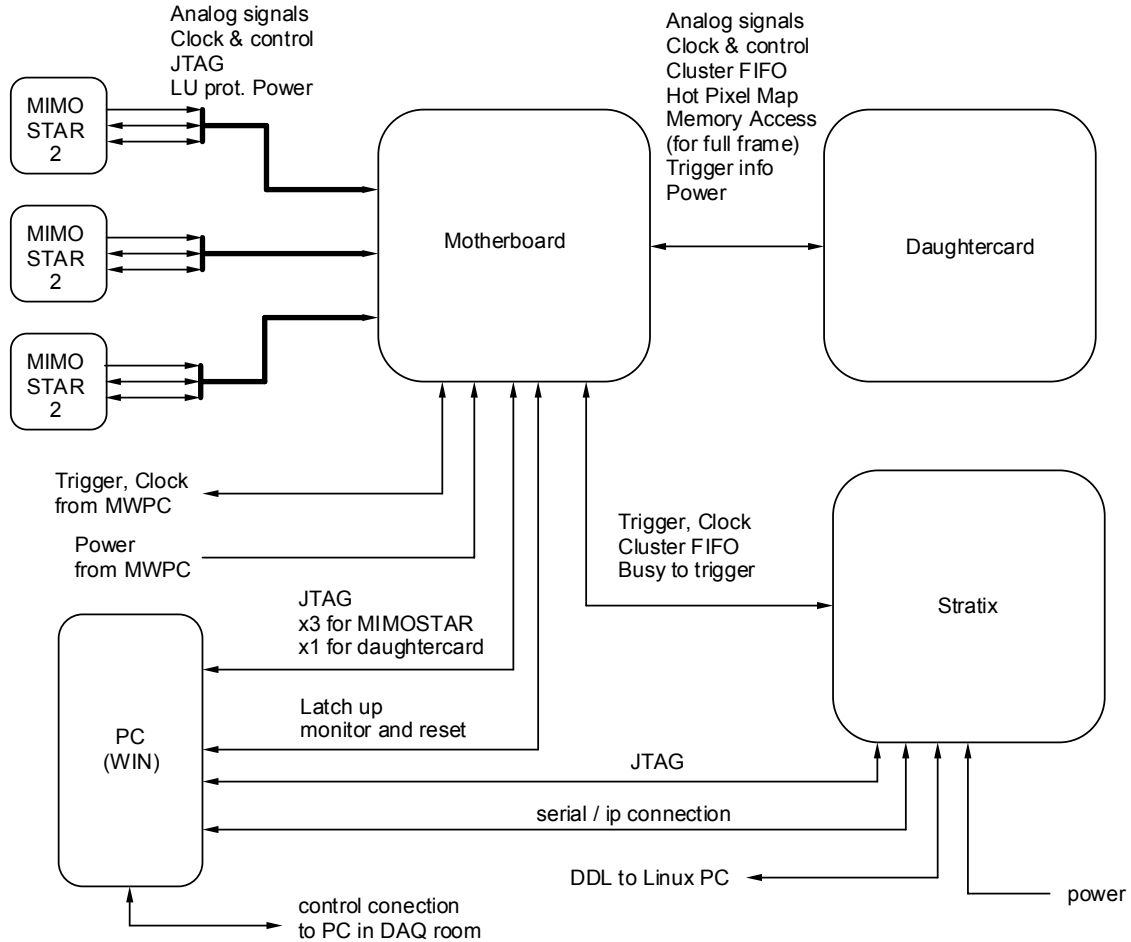 Analog signals
Clock & control
JTAG
LU prot. Power
Analog signals
Clock & control
Cluster FIFO
Hot Pixel Map
Memory Access
(for full frame)
Trigger info
Power
MIMO
STAR
2
MIMO
STAR
2
MIMO
STAR
2
Motherboard
Daughtercard
Trigger, Clock
from MWPC
Power
from MWPC
Trigger, Clock
Cluster FIFO
Busy to trigger
Stratix
JTAG
x3 for MIMOSTAR
x1 for daughtercard
Latch up
monitor and reset
PC
(WIN)
JTAG
serial / ip connection
DDL to Linux PC
power
control conection
to PC in DAQ room